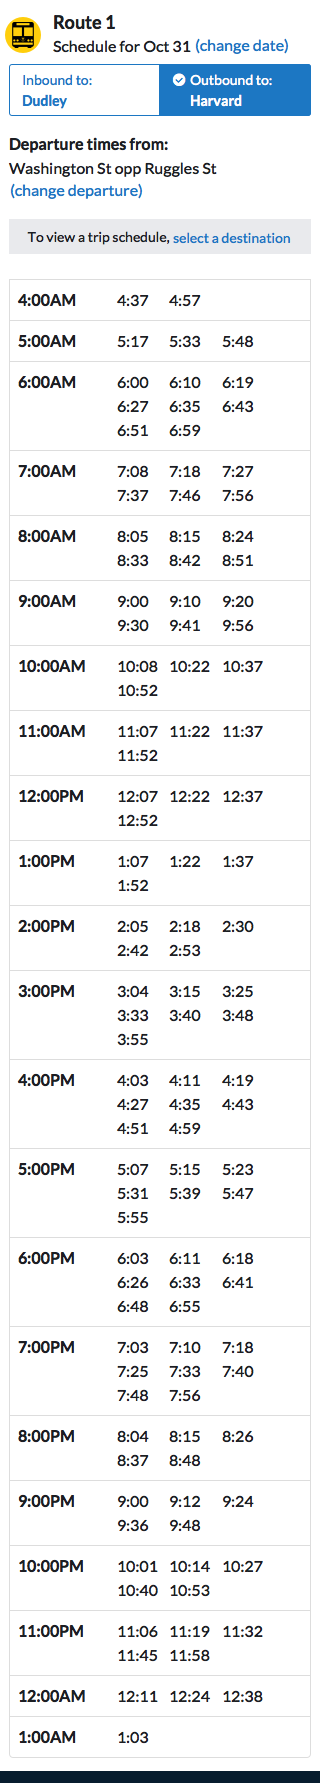 Route 1
Schedule for Oct 31 (change date)
Inbound to:
Dudley
Outbound to:
Harvard
Departure times from:
Washington St opp Ruggles St
(change departure)
To view a trip schedule, select a destination
4:00AM 4:37 4:57
5:00AM 5:17 5:33 5:48
6:00AM 6:00 6:10 6:19
6:27 6:35 6:43
6:51 6:59
7:00AM 7:08 7:18 7:27
7:37 7:46 7:56
8:00AM 8:05 8:15 8:24
8:33 8:42 8:51
9:00AM 9:00 9:10 9:20
9:30 9:41 9:56
10:00AM 10:08 10:22 10:37
10:52
11:00AM 11:07 11:22 11:37
11:52
12:00PM 12:07 12:22 12:37
12:52
1:00PM 1:07 1:22 1:37
1:52
2:00PM 2:05 2:18 2:30
2:42 2:53
3:00PM 3:04 3:15 3:25
3:33 3:40 3:48
3:55
4:00PM 4:03 4:11 4:19
4:27 4:35 4:43
4:51 4:59
5:00PM 5:07 5:15 5:23
5:31 5:39 5:47
5:55
6:00PM 6:03 6:11 6:18
6:26 6:33 6:41
6:48 6:55
7:00PM 7:03 7:10 7:18
7:25 7:33 7:40
7:48 7:56
8:00PM 8:04 8:15 8:26
8:37 8:48
9:00PM 9:00 9:12 9:24
9:36 9:48
10:00PM 10:01 10:14 10:27
10:40 10:53
11:00PM 11:06 11:19 11:32
11:45 11:58
12:00AM 12:11 12:24 12:38
1:00AM 1:03